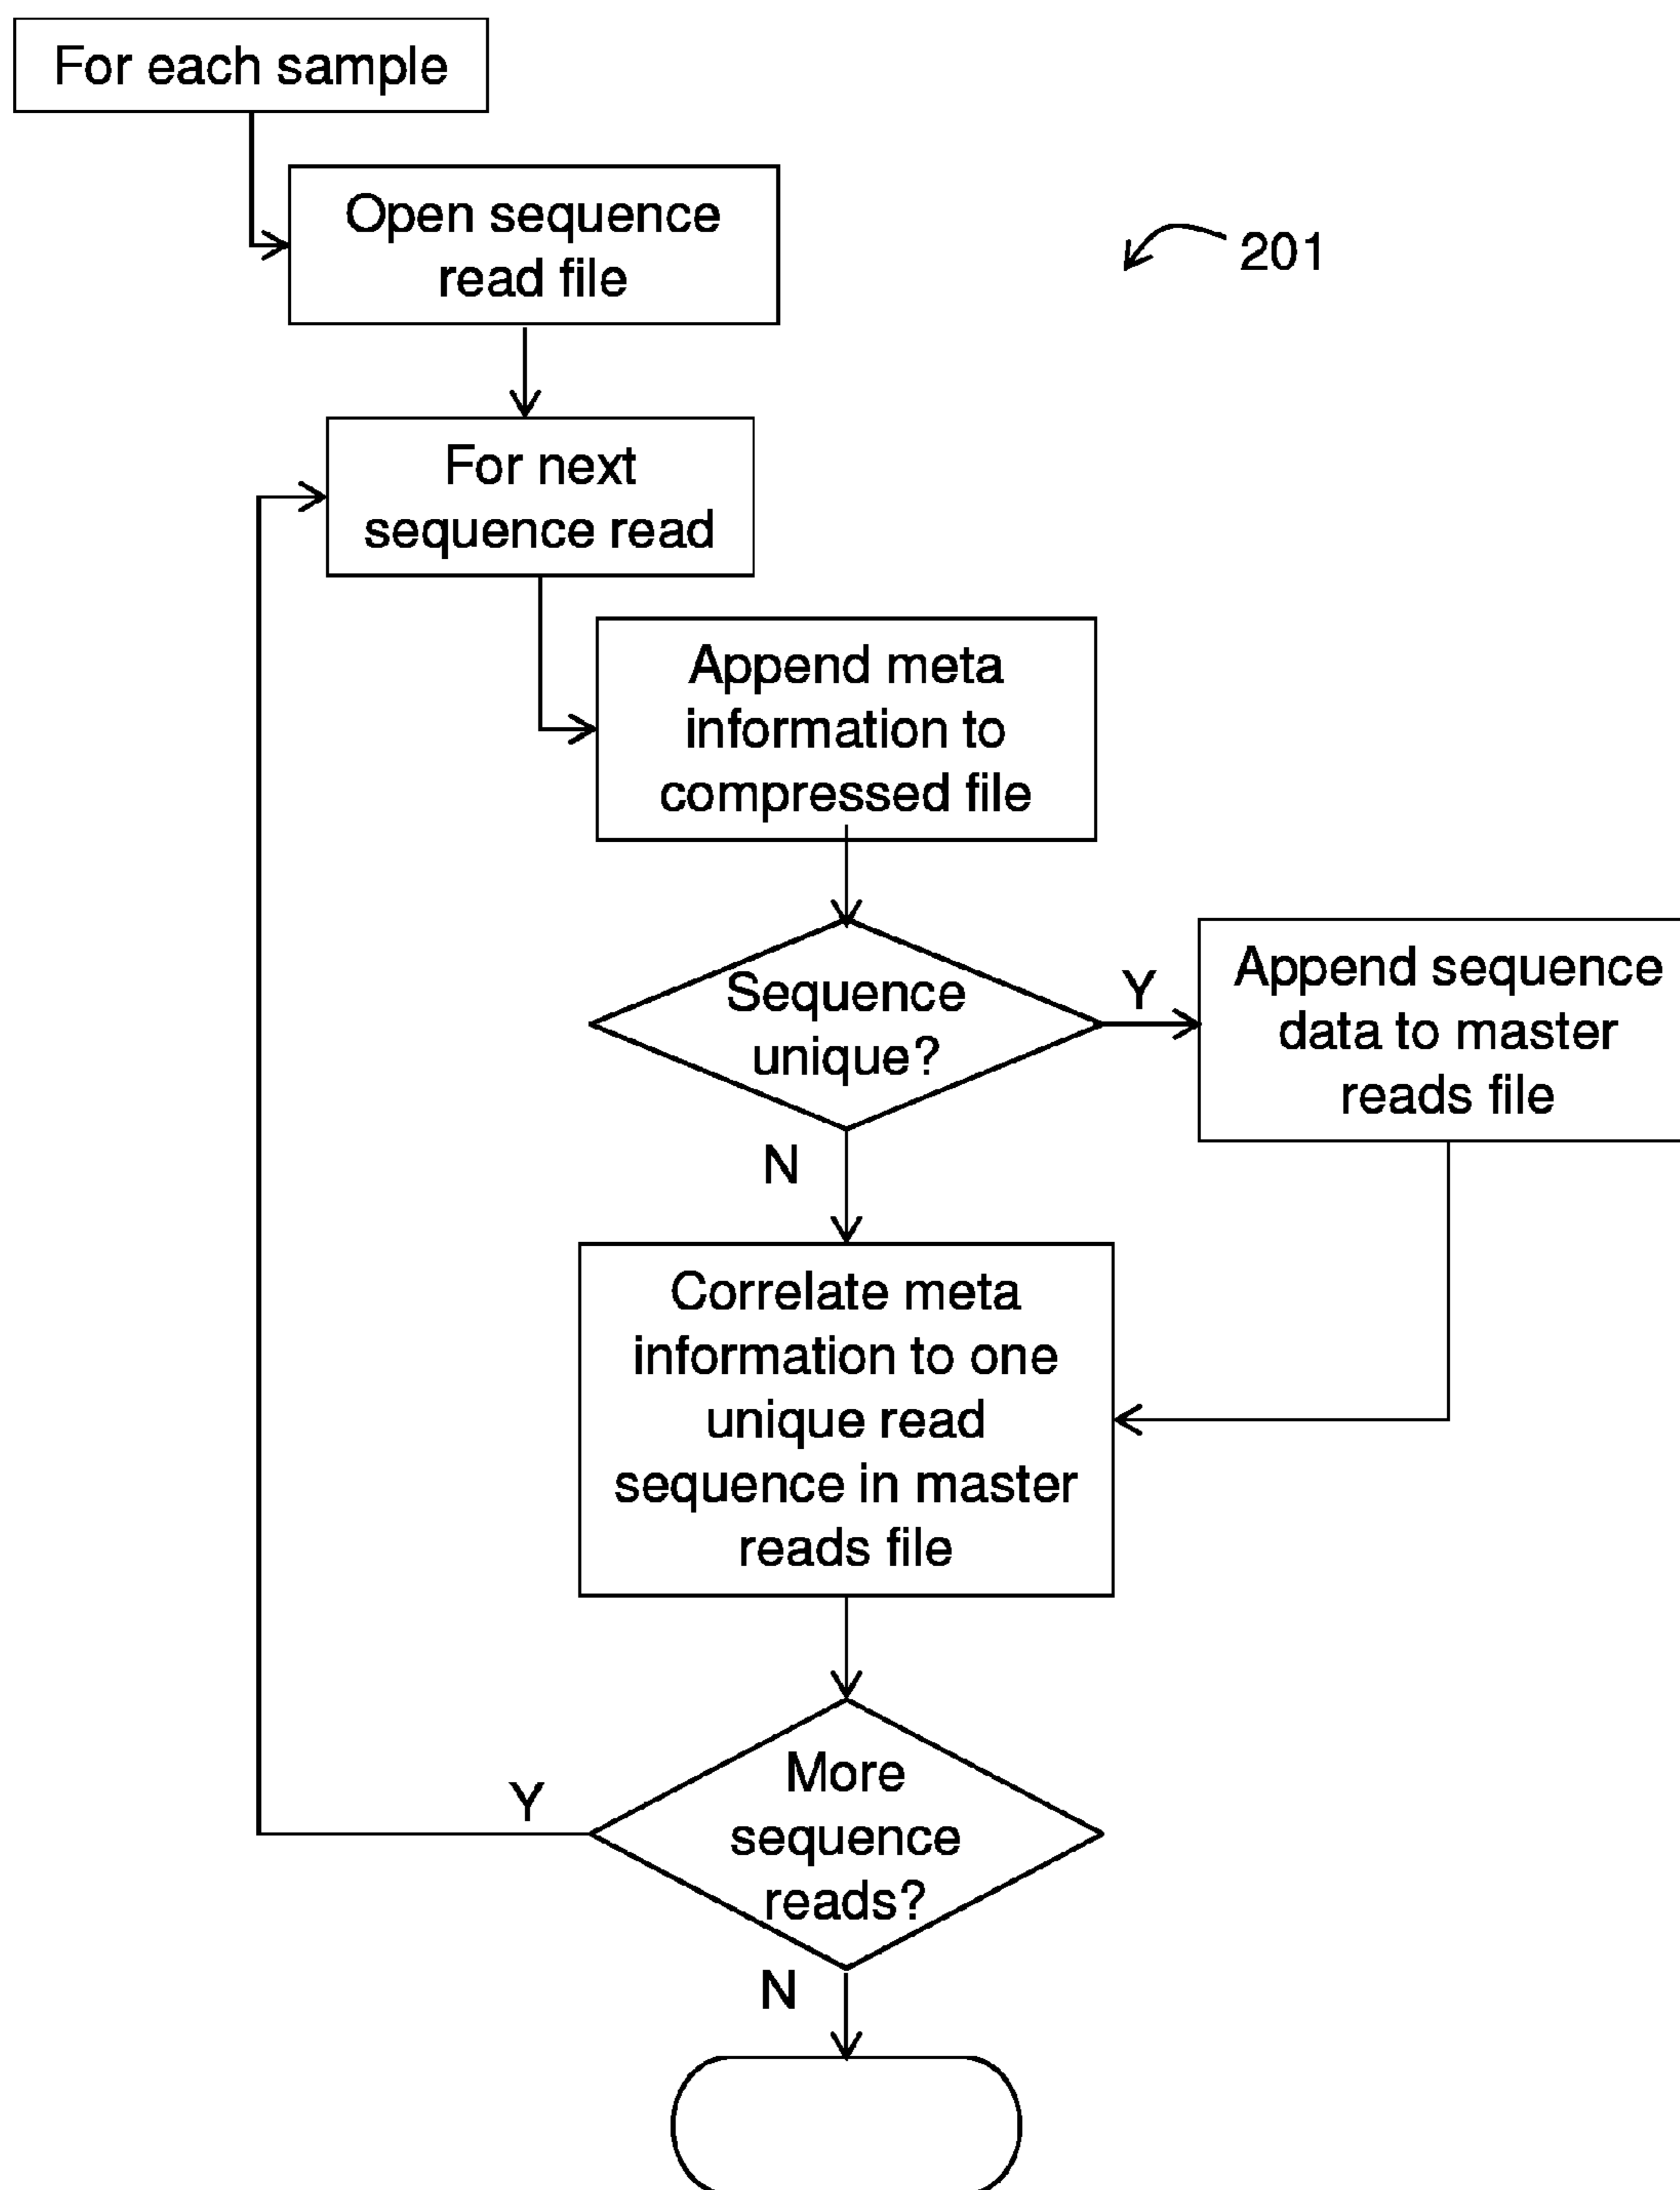 For each sample
Open sequence
read file
201
For next
sequence read
Append meta
information to
compressed file
Sequence
unique?
Y
Append sequence
data to master
reads file
N
Correlate meta
information to one
unique read
sequence in master
reads file
More
sequence
reads?
Y
N